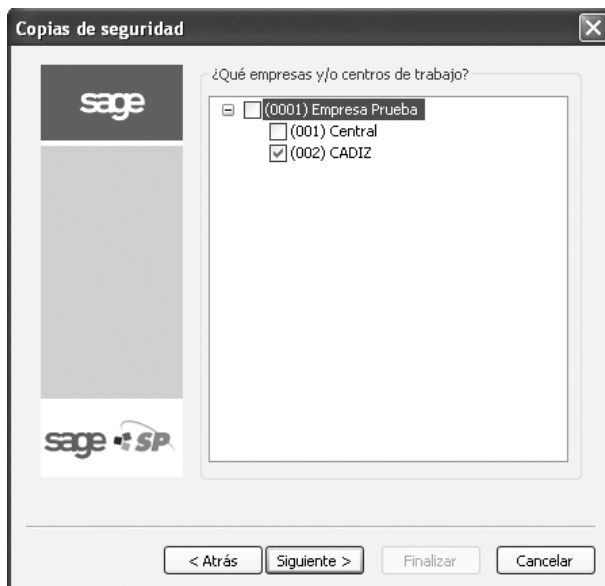 Copias de seguridad
sage
¿Qué empresas y/o centros de trabajo?
(0001) Empresa Prueba
(001) Central
(002) CADIZ
sage SP
< Atrás Siguiente > Finalizar Cancelar